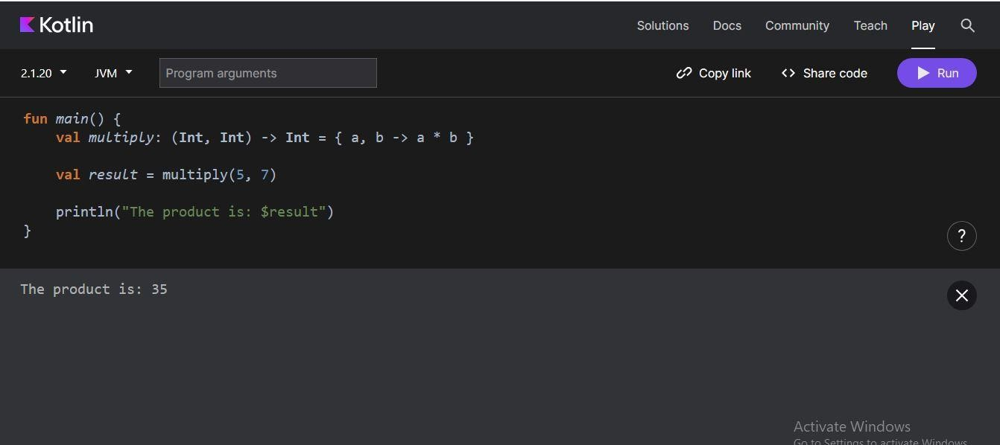 Kotlin Solutions Docs Community Teach Play
2.1.20 JVM Program arguments Copy link <> Share code Run
fun main() {
    val multiply: (Int, Int) -> Int = { a, b -> a * b }
    val result = multiply(5, 7)
    println("The product is: $result")
}
?
The product is: 35
Activate Windows
Go to Settings to activate Windows.